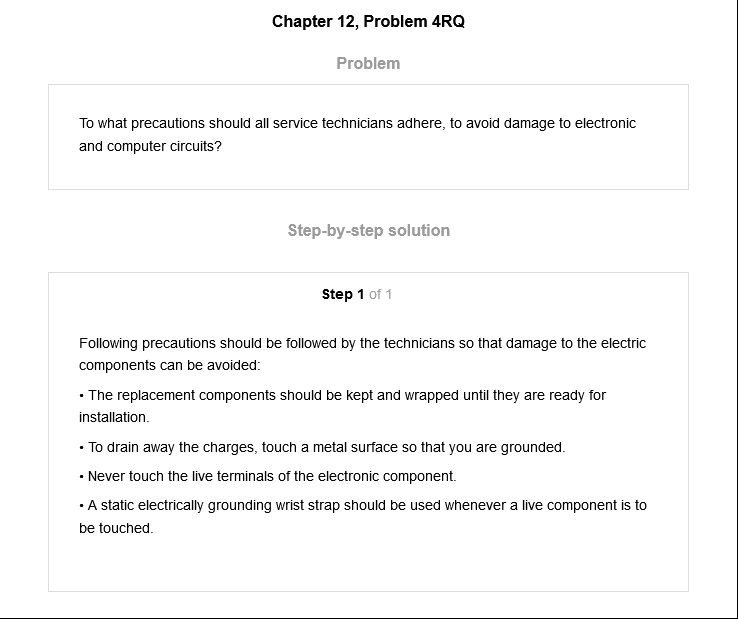 Chapter 12, Problem 4RQ
Problem
To what precautions should all service technicians adhere, to avoid damage to electronic
and computer circuits?
Step-by-step solution
Step 1 of 1
Following precautions should be followed by the technicians so that damage to the electric
components can be avoided:
• The replacement components should be kept and wrapped until they are ready for
installation.
• To drain away the charges, touch a metal surface so that you are grounded.
• Never touch the live terminals of the electronic component.
• A static electrically grounding wrist strap should be used whenever a live component is to
be touched.